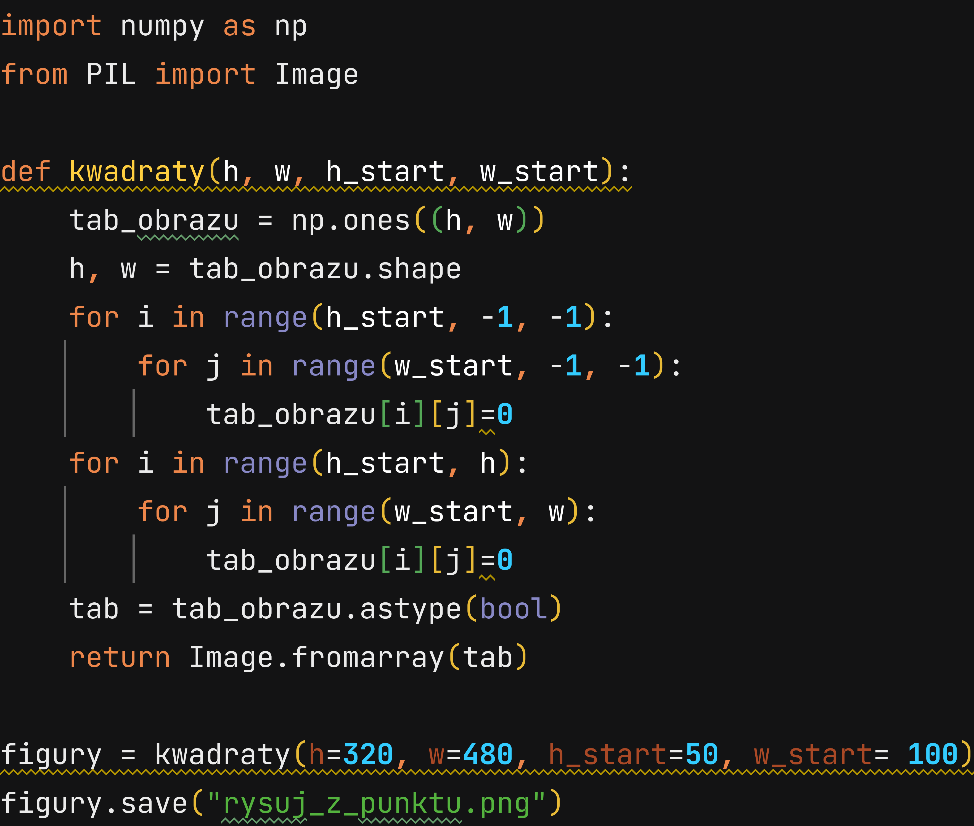 import numpy as np
from PIL import Image
def kwadraty(h, w, h_start, w_start):
    tab_obrazu = np.ones((h, w))
    h, w = tab_obrazu.shape
    for i in range(h_start, -1, -1):
        for j in range(w_start, -1, -1):
            tab_obrazu[i][j]=0
    for i in range(h_start, h):
        for j in range(w_start, w):
            tab_obrazu[i][j]=0
    tab = tab_obrazu.astype(bool)
    return Image.fromarray(tab)
figury = kwadraty(h=320, w=480, h_start=50, w_start= 100)
figury.save("rysuj_z_punktu.png")